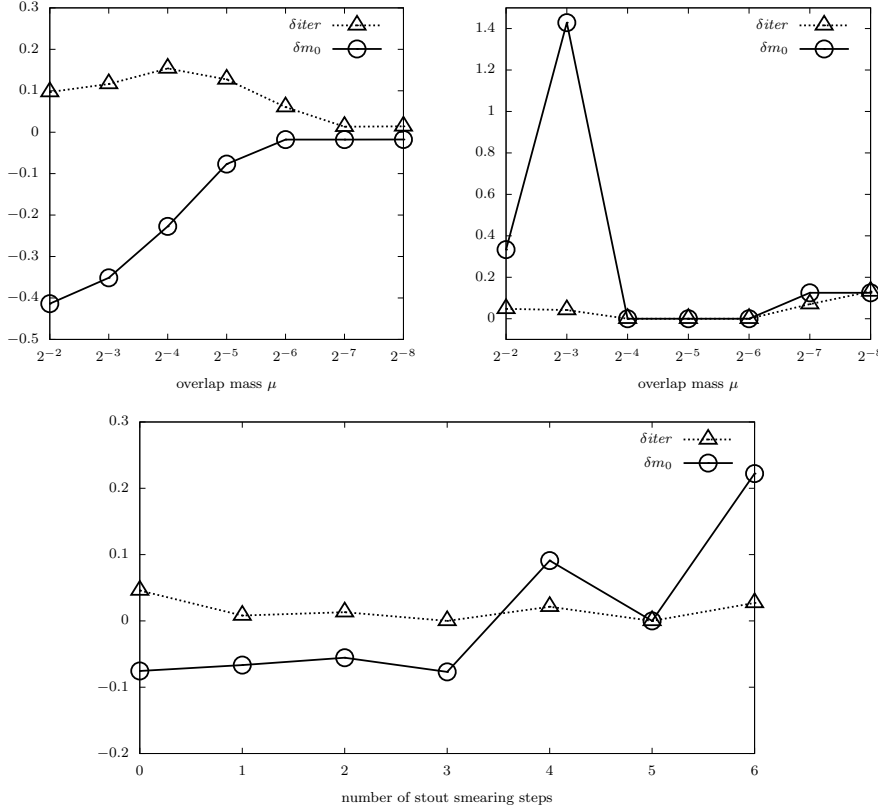 0.3
0.2
0.1
0
−0.1
−0.2
−0.3
−0.4
−0.5
δiter
δm₀
2⁻² 2⁻³ 2⁻⁴ 2⁻⁵ 2⁻⁶ 2⁻⁷ 2⁻⁸
overlap mass μ
1.4
1.2
1
0.8
0.6
0.4
0.2
0
δiter
δm₀
2⁻² 2⁻³ 2⁻⁴ 2⁻⁵ 2⁻⁶ 2⁻⁷ 2⁻⁸
overlap mass μ
0.3
0.2
0.1
0
−0.1
−0.2
δiter
δm₀
0 1 2 3 4 5 6
number of stout smearing steps